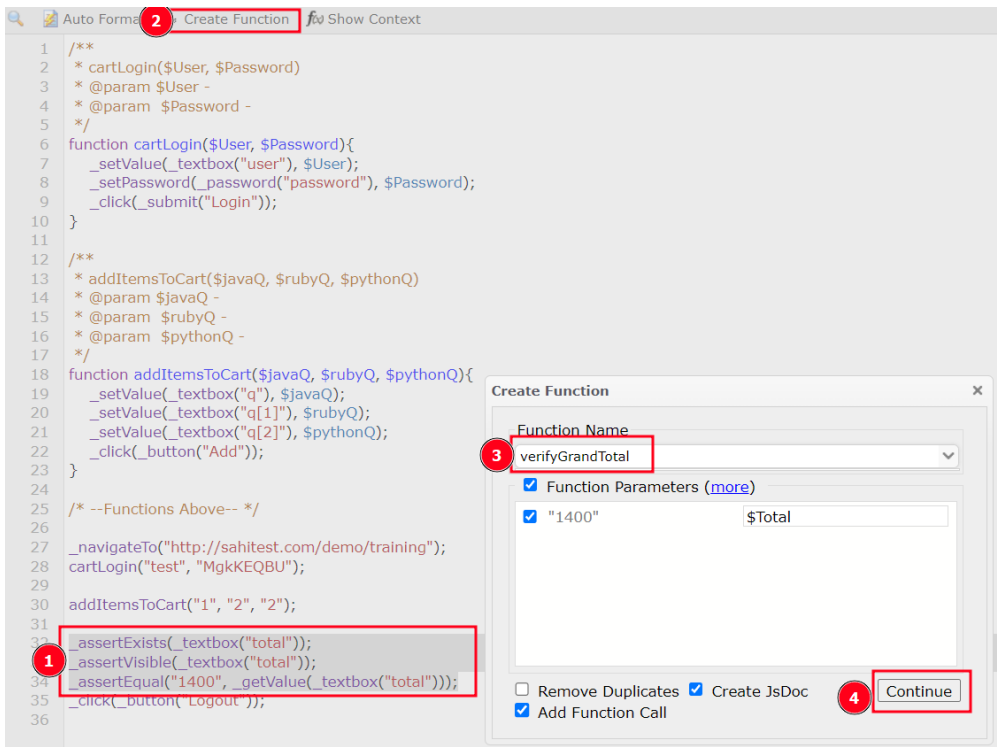 Auto Forma 2 Create Function fꭗ Show Context
1 /**
2 * cartLogin($User, $Password)
3 * @param $User -
4 * @param $Password -
5 */
6 function cartLogin($User, $Password){
7 _setValue(_textbox("user"), $User);
8 _setPassword(_password("password"), $Password);
9 _click(_submit("Login"));
10 }
11
12 /**
13 * addItemsToCart($javaQ, $rubyQ, $pythonQ)
14 * @param $javaQ -
15 * @param $rubyQ -
16 * @param $pythonQ -
17 */
18 function addItemsToCart($javaQ, $rubyQ, $pythonQ){
19 _setValue(_textbox("q"), $javaQ);
20 _setValue(_textbox("q[1]"), $rubyQ);
21 _setValue(_textbox("q[2]"), $pythonQ);
22 _click(_button("Add"));
23 }
24
25 /* --Functions Above-- */
26
27 _navigateTo("http://sahitest.com/demo/training");
28 cartLogin("test", "MgkKEQBU");
29
30 addItemsToCart("1", "2", "2");
31
32 _assertExists(_textbox("total"));
1 _assertVisible(_textbox("total"));
34 _assertEqual("1400", _getValue(_textbox("total")));
35 _click(_button("Logout"));
36
Create Function ×
Function Name
3 verifyGrandTotal
Function Parameters (more)
"1400" $Total
Remove Duplicates Create JsDoc 4 Continue
Add Function Call